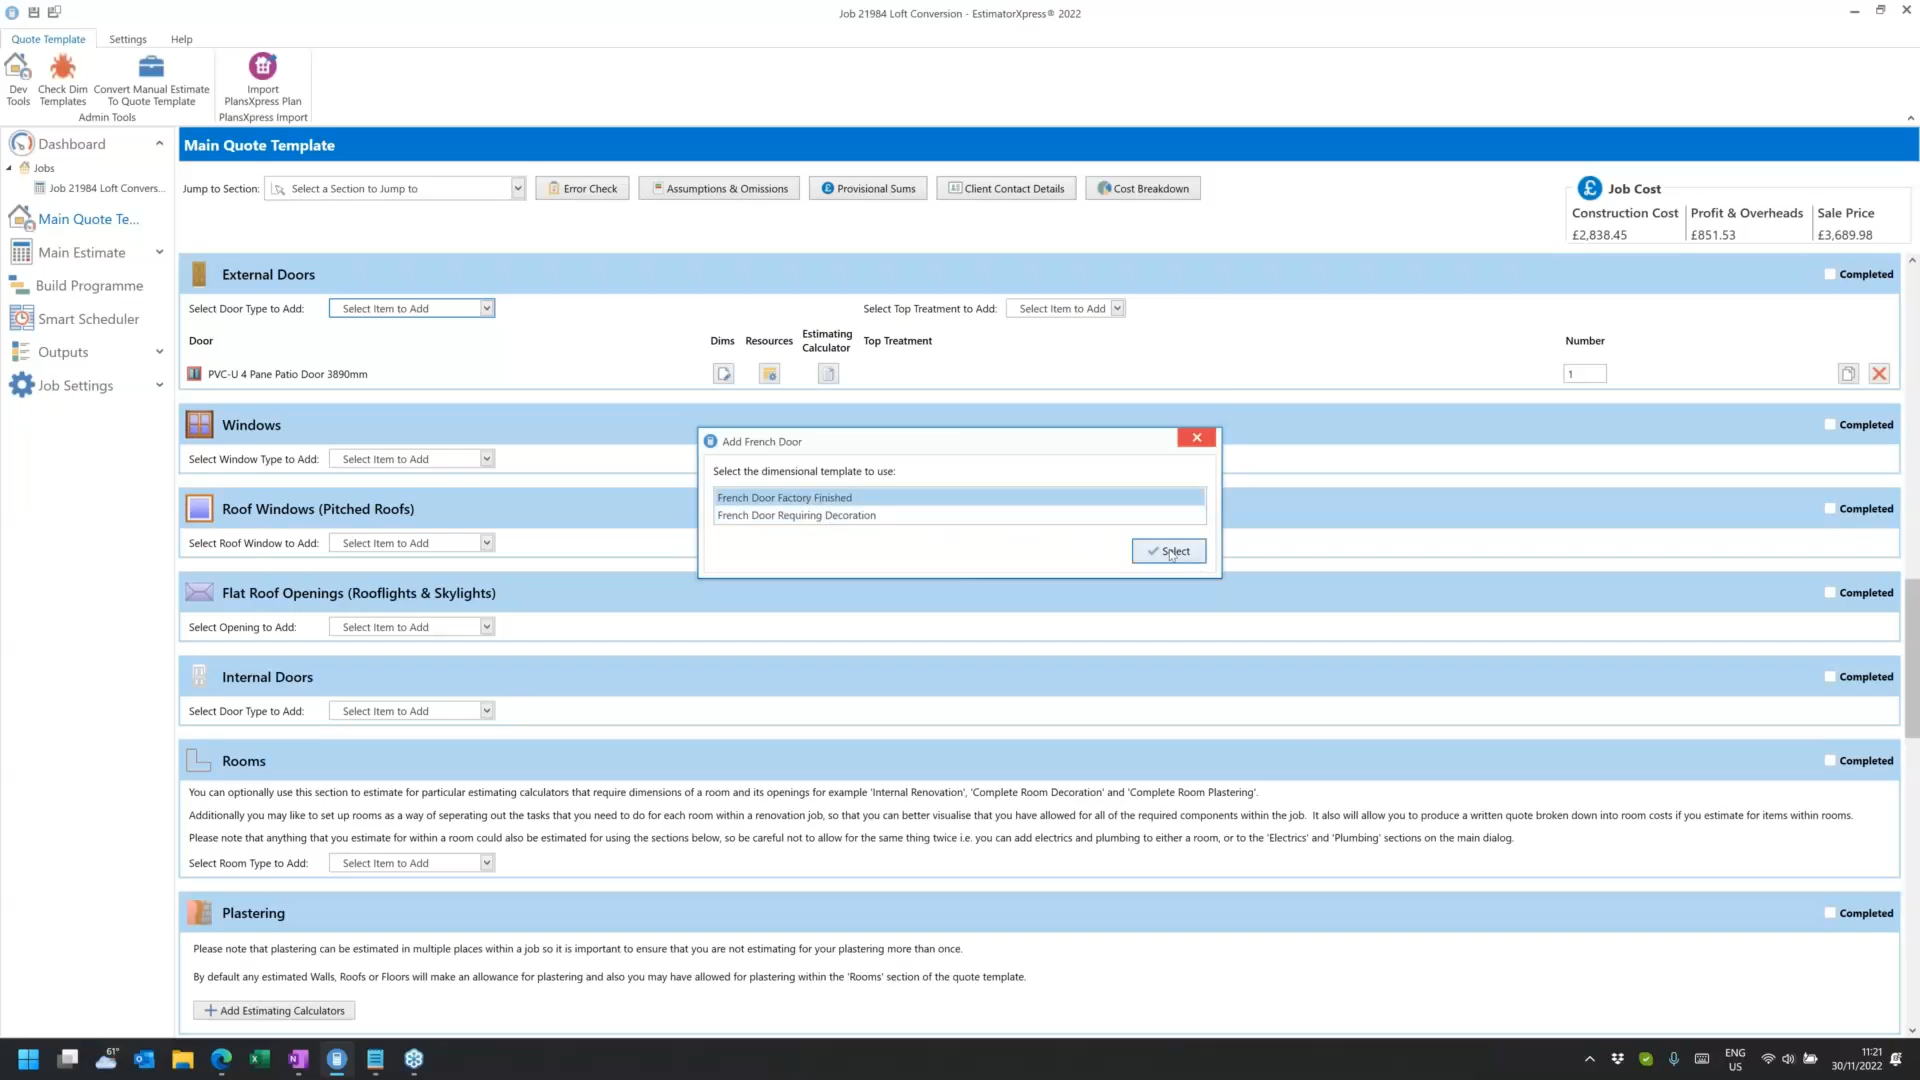 Job 21984 Loft Conversion - EstimatorXpress® 2022
Quote Template
Settings
Help
Dev Tools
Check Dim Templates
Convert Manual Estimate To Quote Template
Import PlansXpress Plan
Admin Tools
PlansXpress Import
Dashboard
Jobs
Job 21984 Loft Convers...
Main Quote Te...
Main Estimate
Build Programme
Smart Scheduler
Outputs
Job Settings
Main Quote Template
Jump to Section:
Select a Section to Jump to
Error Check
Assumptions & Omissions
Provisional Sums
Client Contact Details
Cost Breakdown
Job Cost
Construction Cost
Profit & Overheads
Sale Price
£2,838.45
£851.53
£3,689.98
External Doors
Completed
Select Door Type to Add:
Select Item to Add
Select Top Treatment to Add:
Select Item to Add
Door
Dims
Resources
Estimating Calculator
Top Treatment
Number
PVC-U 4 Pane Patio Door 3890mm
1
Windows
Completed
Select Window Type to Add:
Select Item to Add
Add French Door
Select the dimensional template to use:
French Door Factory Finished
French Door Requiring Decoration
Select
Roof Windows (Pitched Roofs)
Completed
Select Roof Window to Add:
Select Item to Add
Flat Roof Openings (Rooflights & Skylights)
Completed
Select Opening to Add:
Select Item to Add
Internal Doors
Completed
Select Door Type to Add:
Select Item to Add
Rooms
Completed
You can optionally use this section to estimate for particular estimating calculators that require dimensions of a room and its openings for example 'Internal Renovation', 'Complete Room Decoration' and 'Complete Room Plastering'.
Additionally you may like to set up rooms as a way of seperating out the tasks that you need to do for each room within a renovation job, so that you can better visualise that you have allowed for all of the required components within the job.  It also will allow you to produce a written quote broken down into room costs if you estimate for items within rooms.
Please note that anything that you estimate for within a room could also be estimated for using the sections below, so be careful not to allow for the same thing twice i.e. you can add electrics and plumbing to either a room, or to the 'Electrics' and 'Plumbing' sections on the main dialog.
Select Room Type to Add:
Select Item to Add
Plastering
Completed
Please note that plastering can be estimated in multiple places within a job so it is important to ensure that you are not estimating for your plastering more than once.
By default any estimated Walls, Roofs or Floors will make an allowance for plastering and also you may have allowed for plastering within the 'Rooms' section of the quote template.
Add Estimating Calculators
61°
ENG
US
11:21
30/11/2022